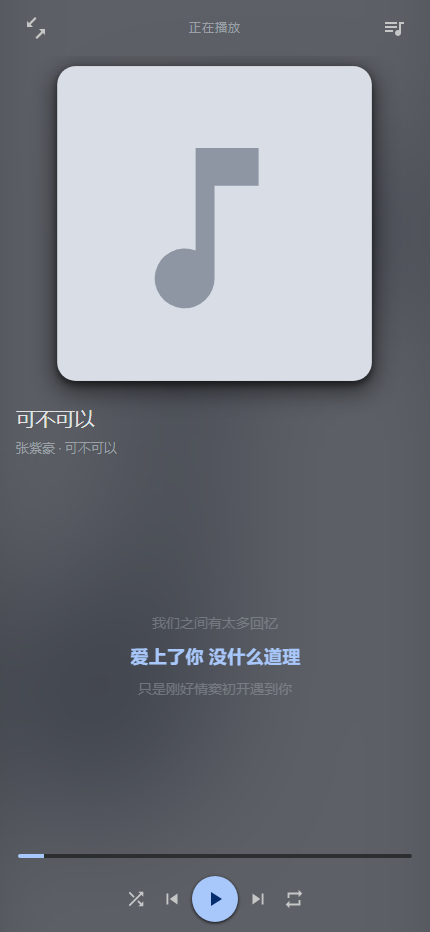 正在播放
可不可以
张紫豪 · 可不可以
我们之间有太多回忆
爱上了你 没什么道理
只是刚好情窦初开遇到你